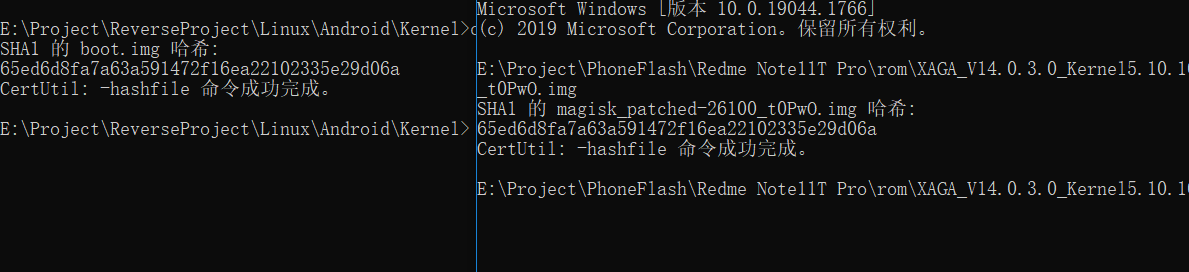 E:\Project\ReverseProject\Linux\Android\Kernel>c
SHA1 的 boot.img 哈希:
65ed6d8fa7a63a591472f16ea22102335e29d06a
CertUtil: -hashfile 命令成功完成。
E:\Project\ReverseProject\Linux\Android\Kernel>
Microsoft Windows [版本 10.0.19044.1766]
(c) 2019 Microsoft Corporation。保留所有权利。
E:\Project\PhoneFlash\Redme Note11T Pro\rom\XAGA_V14.0.3.0_Kernel5.10.1
_t0PwO.img
SHA1 的 magisk_patched-26100_t0PwO.img 哈希:
65ed6d8fa7a63a591472f16ea22102335e29d06a
CertUtil: -hashfile 命令成功完成。
E:\Project\PhoneFlash\Redme Note11T Pro\rom\XAGA_V14.0.3.0_Kernel5.10.1